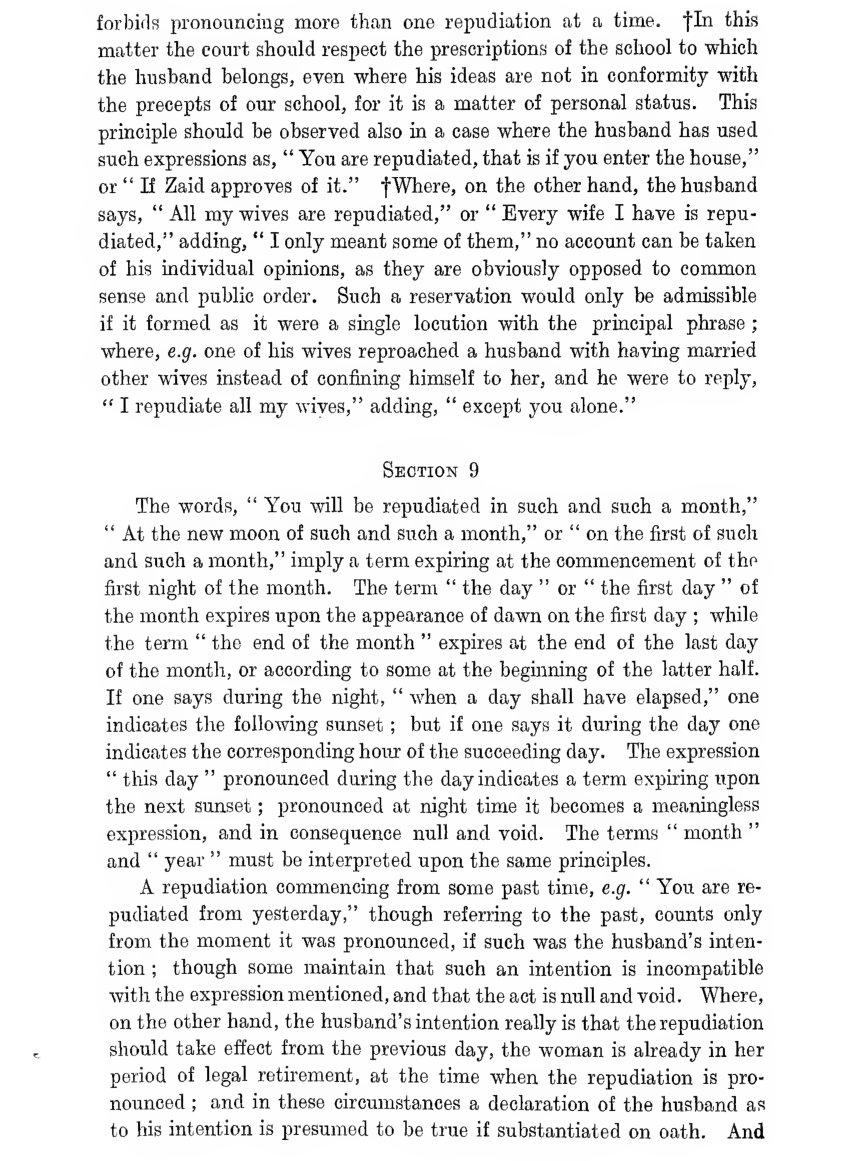 forbids pronouncing more than one repudiation at a time. †In this
matter the court should respect the prescriptions of the school to which
the husband belongs, even where his ideas are not in conformity with
the precepts of our school, for it is a matter of personal status. This
principle should be observed also in a case where the husband has used
such expressions as, “ You are repudiated, that is if you enter the house,”
or “ If Zaid approves of it.” †Where, on the other hand, the husband
says, “ All my wives are repudiated,” or “ Every wife I have is repu-
diated,” adding, “ I only meant some of them,” no account can be taken
of his individual opinions, as they are obviously opposed to common
sense and public order. Such a reservation would only be admissible
if it formed as it were a single locution with the principal phrase ;
where, e.g. one of his wives reproached a husband with having married
other wives instead of confining himself to her, and he were to reply,
“ I repudiate all my wives,” adding, “ except you alone.”
SECTION 9
The words, “ You will be repudiated in such and such a month,”
“ At the new moon of such and such a month,” or “ on the first of such
and such a month,” imply a term expiring at the commencement of the
first night of the month. The term “ the day ” or “ the first day ” of
the month expires upon the appearance of dawn on the first day ; while
the term “ the end of the month ” expires at the end of the last day
of the month, or according to some at the beginning of the latter half.
If one says during the night, “ when a day shall have elapsed,” one
indicates the following sunset ; but if one says it during the day one
indicates the corresponding hour of the succeeding day. The expression
“ this day ” pronounced during the day indicates a term expiring upon
the next sunset ; pronounced at night time it becomes a meaningless
expression, and in consequence null and void. The terms “ month ”
and “ year ” must be interpreted upon the same principles.
A repudiation commencing from some past time, e.g. “ You are re-
pudiated from yesterday,” though referring to the past, counts only
from the moment it was pronounced, if such was the husband’s inten-
tion ; though some maintain that such an intention is incompatible
with the expression mentioned, and that the act is null and void. Where,
on the other hand, the husband’s intention really is that the repudiation
should take effect from the previous day, the woman is already in her
period of legal retirement, at the time when the repudiation is pro-
nounced ; and in these circumstances a declaration of the husband as
to his intention is presumed to be true if substantiated on oath. And